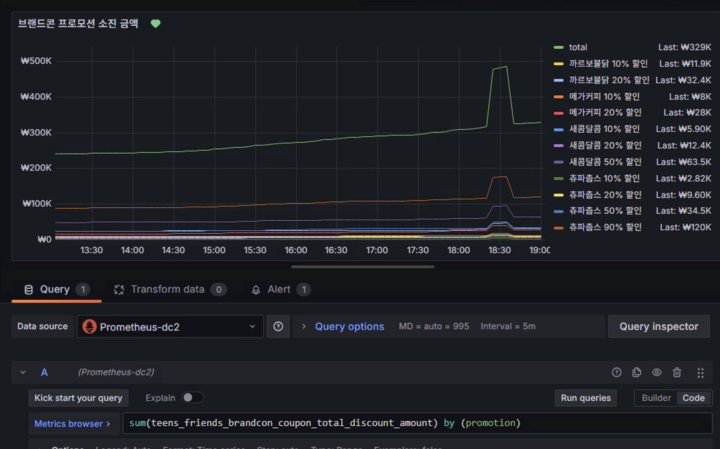 브랜드콘 프로모션 소진 금액
₩500K
₩400K
₩300K
₩200K
₩100K
₩0
13:30 14:00 14:30 15:00 15:30 16:00 16:30 17:00 17:30 18:00 18:30 19:00
total Last: ₩329K
까르보불닭 10% 할인 Last: ₩11.9K
까르보불닭 20% 할인 Last: ₩32.4K
메가커피 10% 할인 Last: ₩8K
메가커피 20% 할인 Last: ₩28K
새콤달콤 10% 할인 Last: ₩5.90K
새콤달콤 20% 할인 Last: ₩12.4K
새콤달콤 50% 할인 Last: ₩63.5K
츄파춥스 10% 할인 Last: ₩2.82K
츄파춥스 20% 할인 Last: ₩9.60K
츄파춥스 50% 할인 Last: ₩34.5K
츄파춥스 90% 할인 Last: ₩120K
Query 1 Transform data 0 Alert 1
Data source Prometheus-dc2 Query options MD = auto = 995 Interval = 5m Query inspector
A (Prometheus-dc2)
Kick start your query Explain Run queries Builder Code
Metrics browser > sum(teens_friends_brandcon_coupon_total_discount_amount) by (promotion)